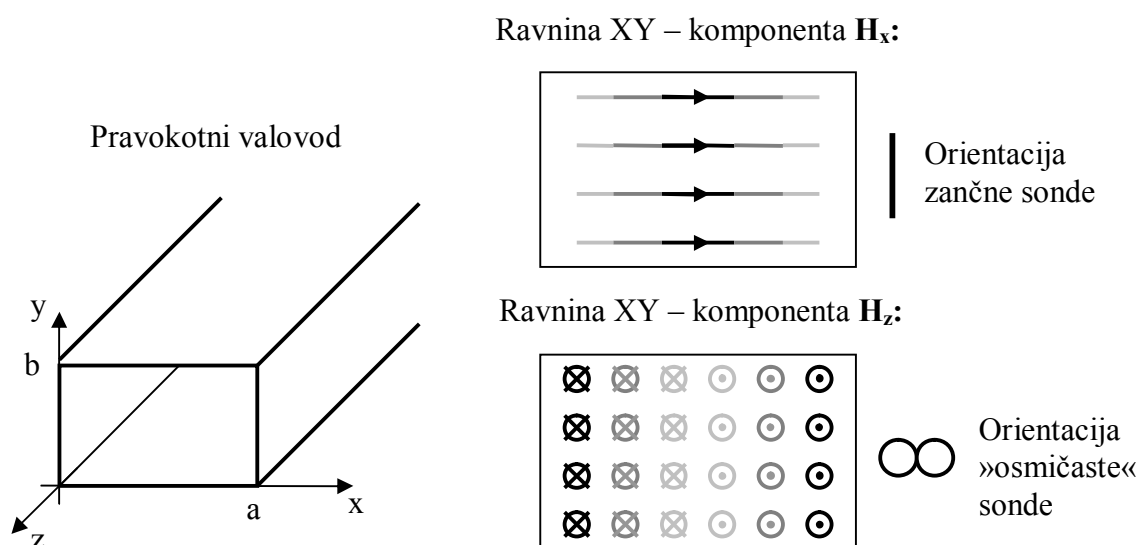 Ravnina XY – komponenta Hx:
Pravokotni valovod
Orientacija
zančne sonde
y
b
a
x
z
Ravnina XY – komponenta Hz:
Orientacija
»osmičaste«
sonde